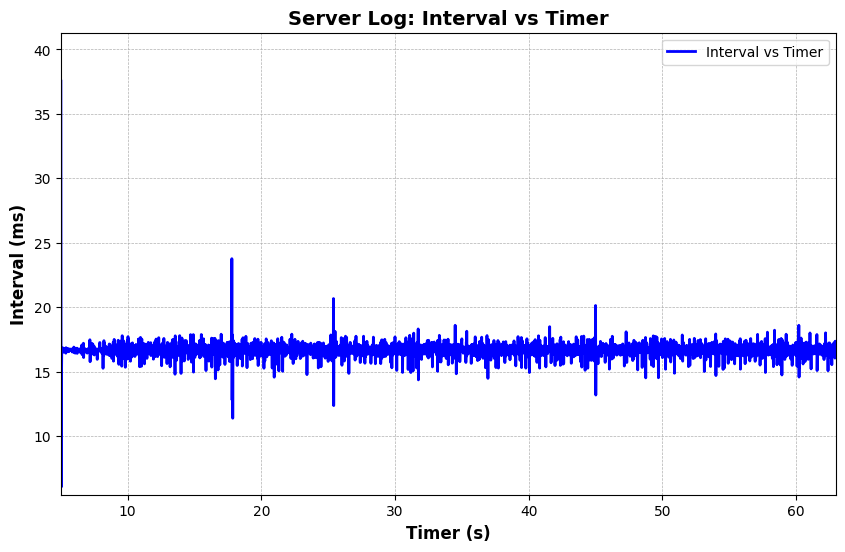 Server Log: Interval vs Timer
Interval vs Timer
40
35
30
25
20
15
10
Interval (ms)
10 20 30 40 50 60
Timer (s)